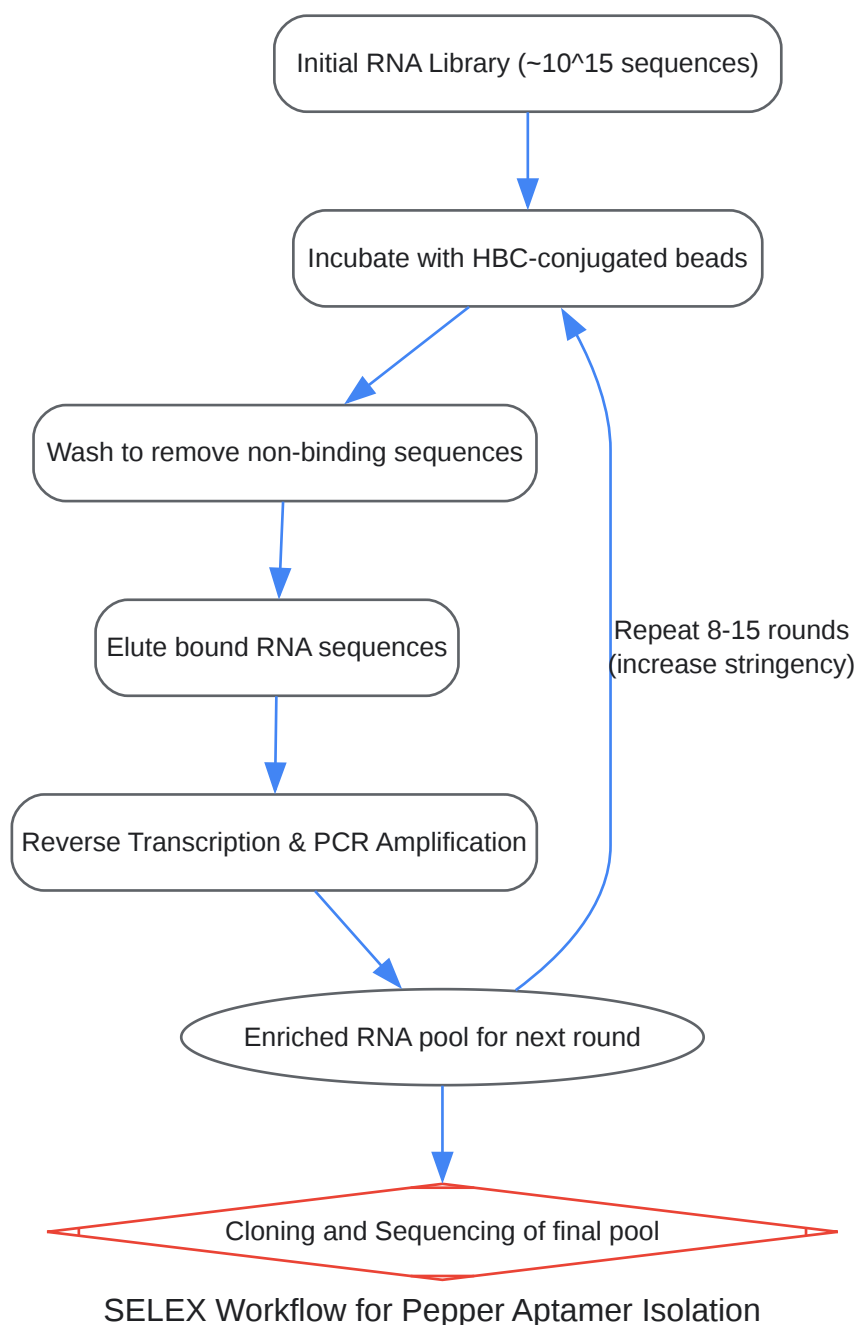 Initial RNA Library (~10^15 sequences)
Incubate with HBC-conjugated beads
Wash to remove non-binding sequences
Elute bound RNA sequences
Repeat 8-15 rounds
(increase stringency)
Reverse Transcription & PCR Amplification
Enriched RNA pool for next round
Cloning and Sequencing of final pool
SELEX Workflow for Pepper Aptamer Isolation